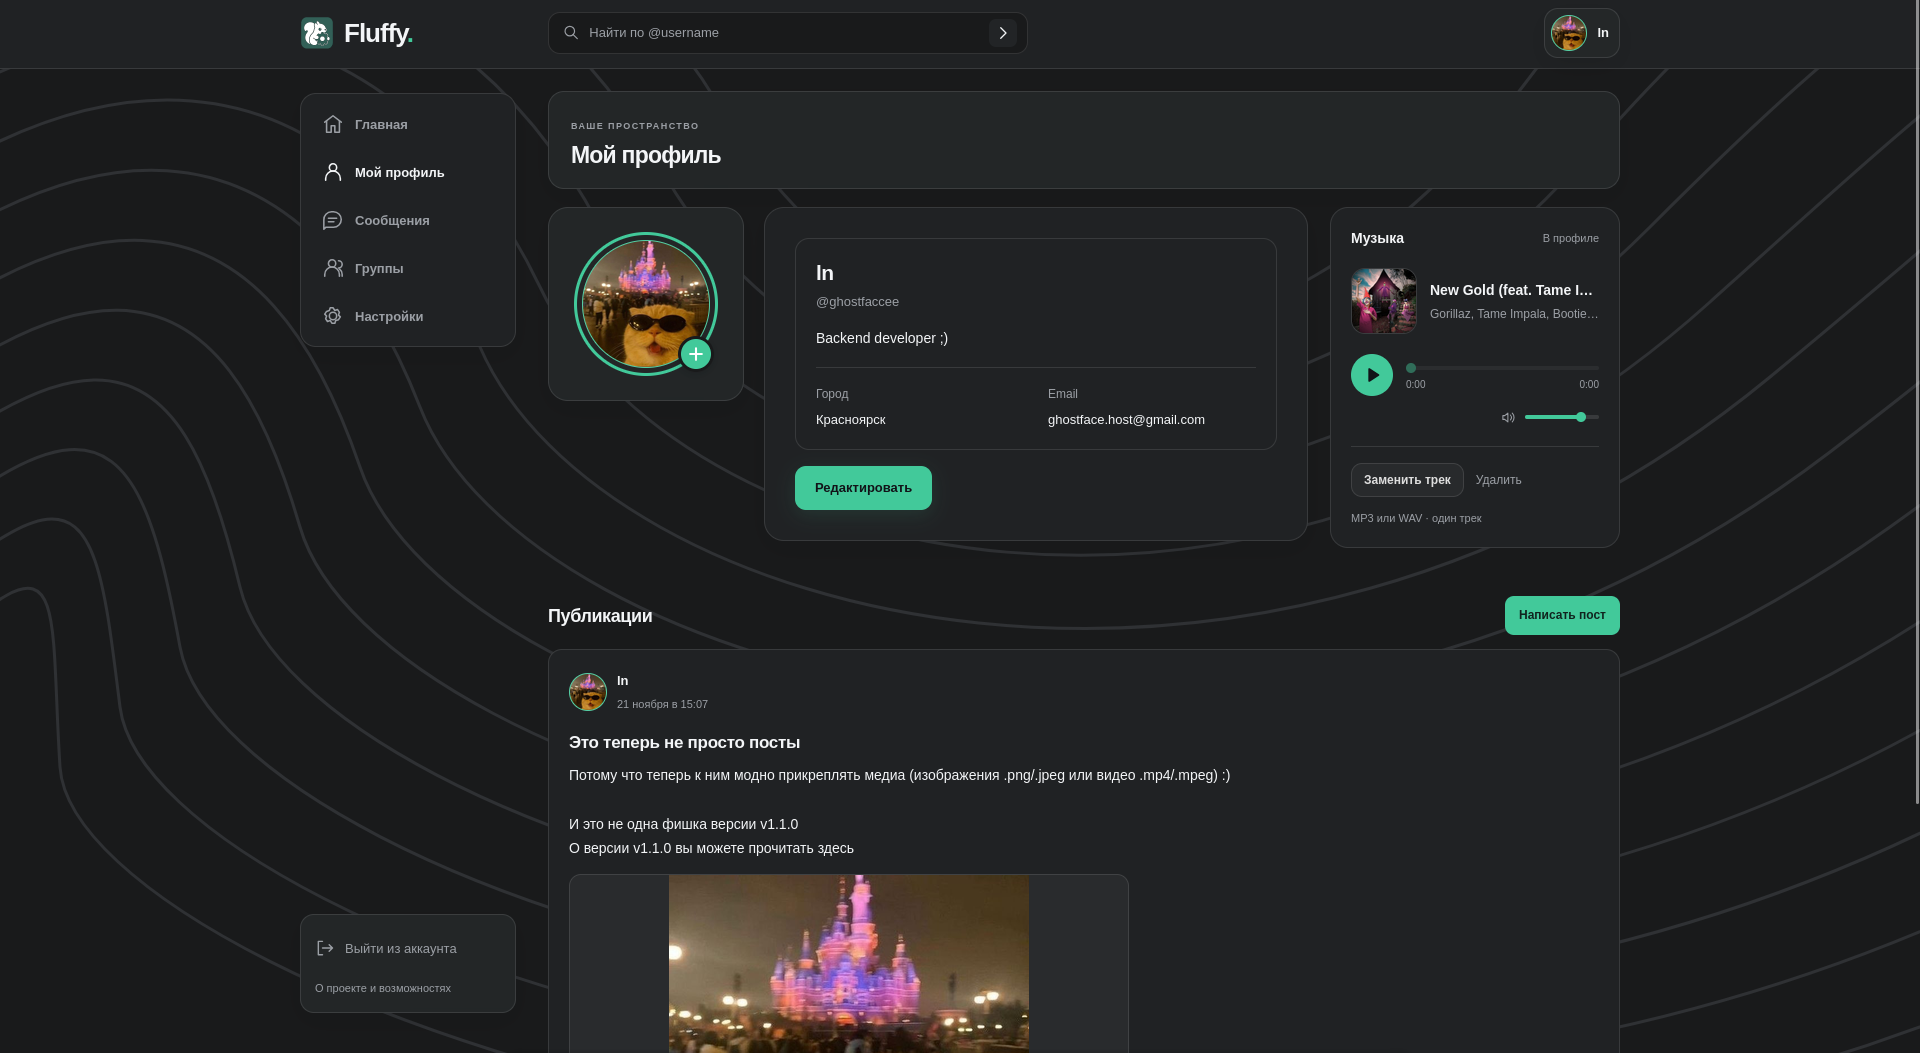 Fluffy.
Найти по @username
In
Главная
Мой профиль
Сообщения
Группы
Настройки
ВАШЕ ПРОСТРАНСТВО
Мой профиль
In
@ghostfaccee
Backend developer ;)
Город
Email
Красноярск
ghostface.host@gmail.com
Редактировать
Музыка
В профиле
New Gold (feat. Tame I...
Gorillaz, Tame Impala, Bootie...
0:00
0:00
Заменить трек
Удалить
MP3 или WAV · один трек
Публикации
Написать пост
In
21 ноября в 15:07
Это теперь не просто посты
Потому что теперь к ним модно прикреплять медиа (изображения .png/.jpeg или видео .mp4/.mpeg) :)
И это не одна фишка версии v1.1.0
О версии v1.1.0 вы можете прочитать здесь
Выйти из аккаунта
О проекте и возможностях